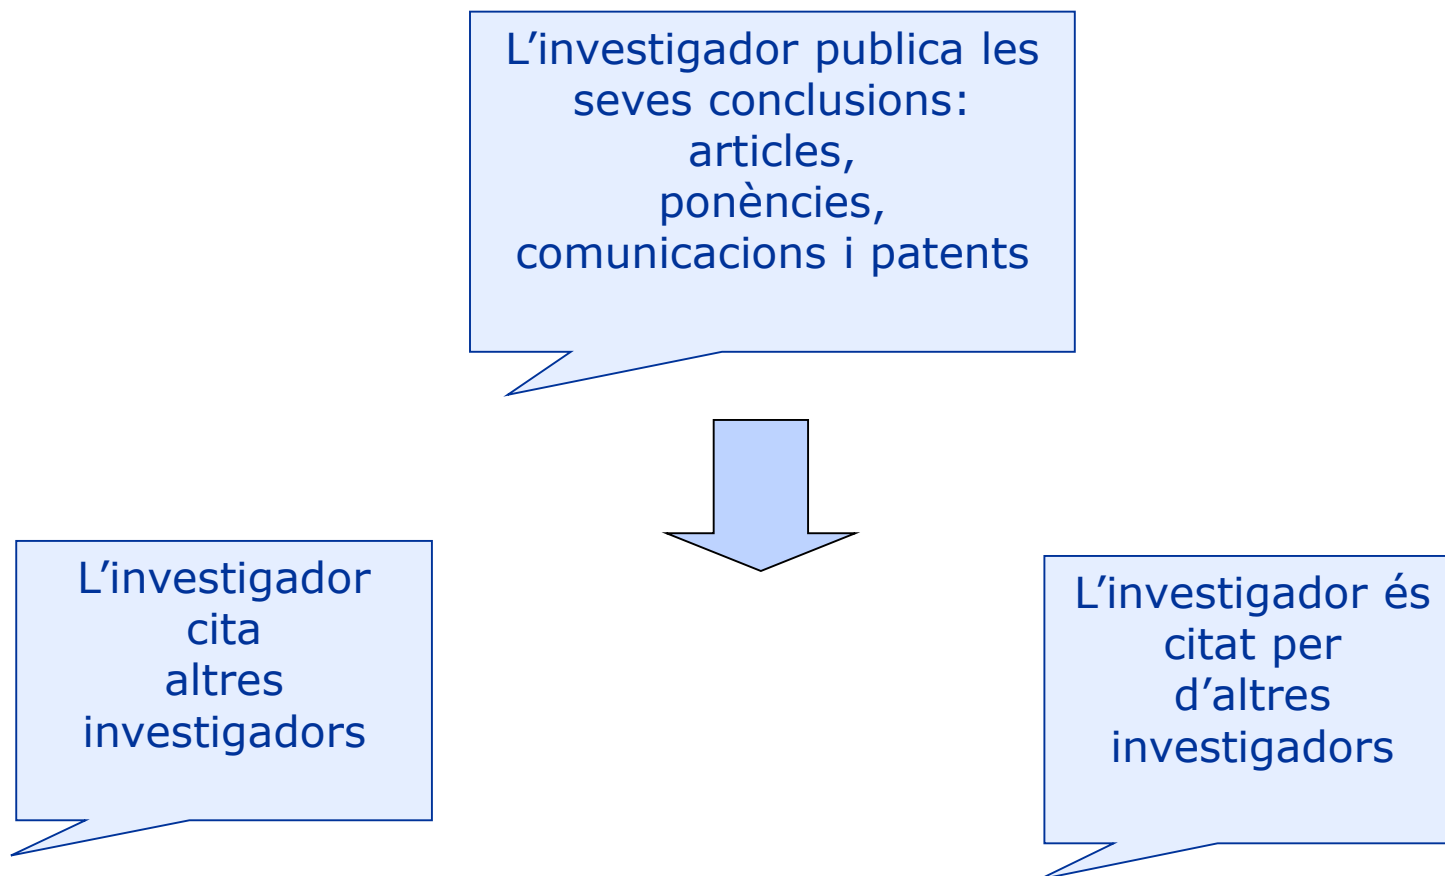 L’investigador publica les
seves conclusions:
articles,
ponències,
comunicacions i patents
L’investigador
cita
altres
investigadors
L’investigador és
citat per
d’altres
investigadors